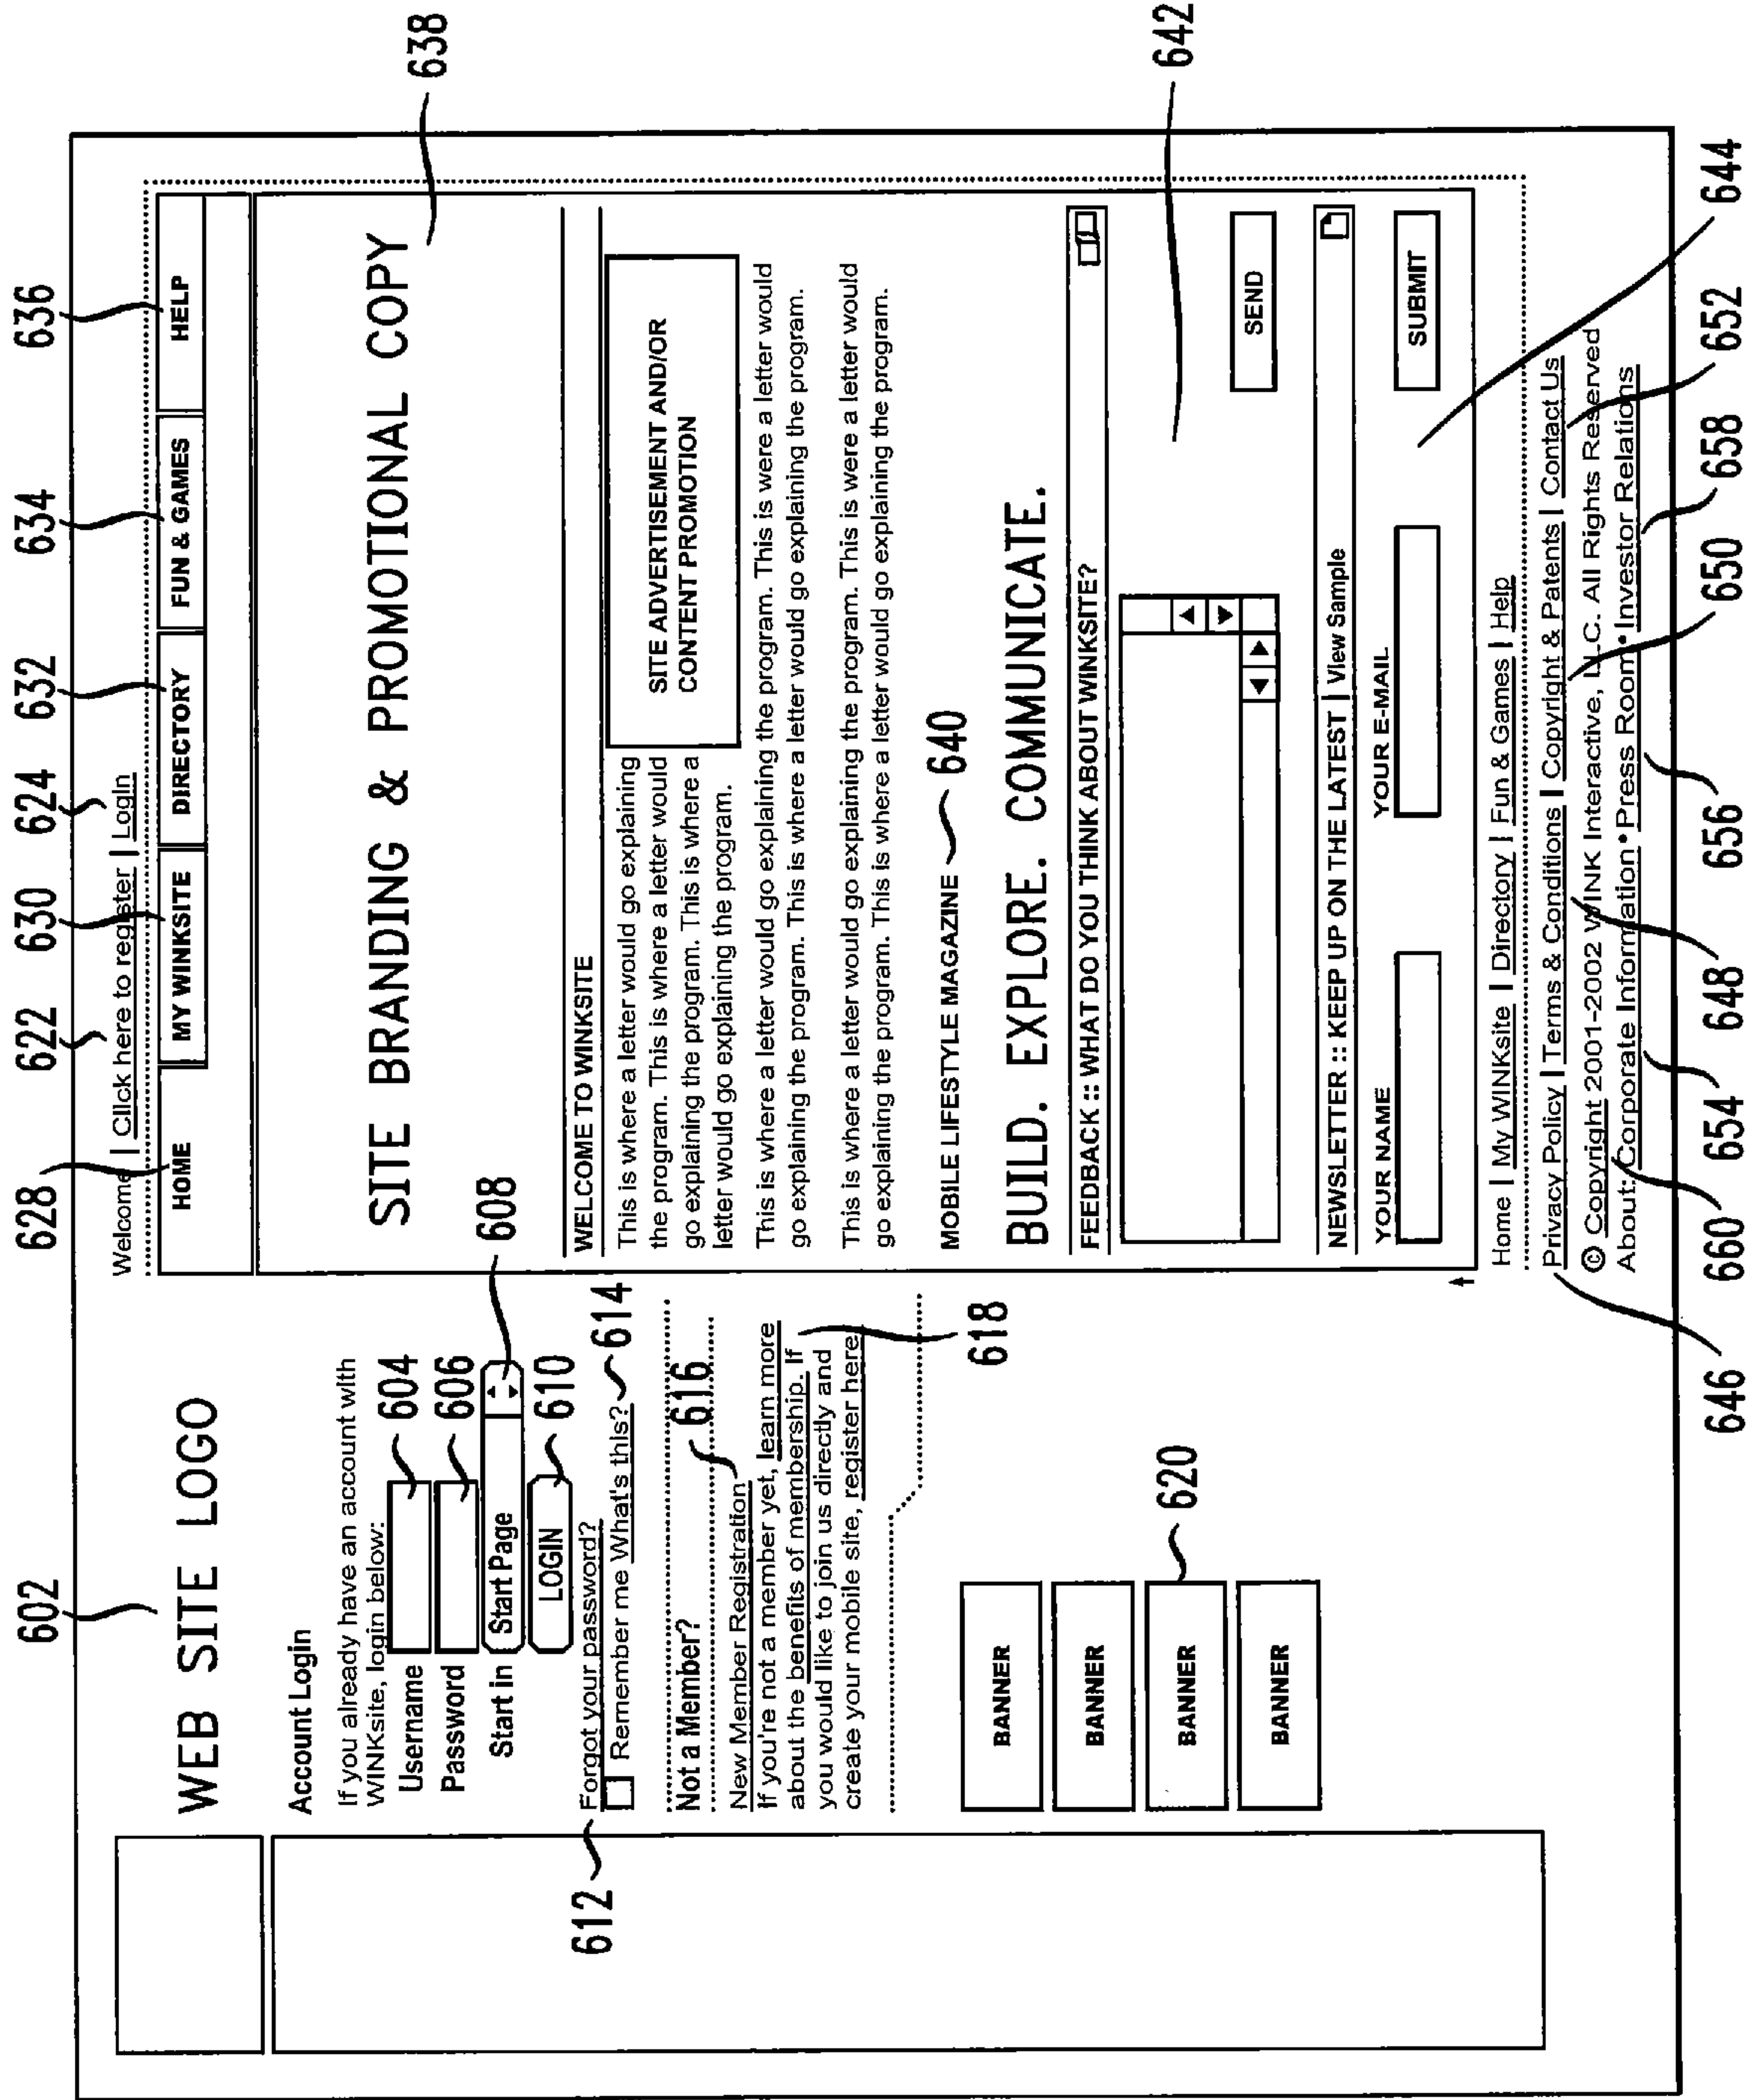 602
628
622
630
624
632
634
636
WEB SITE LOGO
Account Login
If you already have an account with
WINKsite, login below:
Username
604
Password
606
Start in
Start Page
608
LOGIN
610
612
Forgot your password?
Remember me What's this?
614
Not a Member?
616
New Member Registration
If you're not a member yet, learn more
about the benefits of membership. If
you would like to join us directly and
create your mobile site, register here
618
BANNER
BANNER
BANNER
620
BANNER
Welcome | Click here to register | Login
HOME
MY WINKSITE
DIRECTORY
FUN & GAMES
HELP
SITE BRANDING & PROMOTIONAL COPY
638
WELCOME TO WINKSITE
This is where a letter would go explaining
the program. This is where a letter would
go explaining the program. This is where a
letter would go explaining the program.
SITE ADVERTISEMENT AND/OR
CONTENT PROMOTION
This is where a letter would go explaining the program. This is were a letter would
go explaining the program. This is where a letter would go explaining the program.
This is where a letter would go explaining the program. This is were a letter would
go explaining the program. This is where a letter would go explaining the program.
MOBILE LIFESTYLE MAGAZINE
640
BUILD. EXPLORE. COMMUNICATE.
FEEDBACK :: WHAT DO YOU THINK ABOUT WINKSITE?
642
SEND
NEWSLETTER :: KEEP UP ON THE LATEST | View Sample
YOUR NAME
YOUR E-MAIL
SUBMIT
644
Home | My WINKsite | Directory | Fun & Games | Help
Privacy Policy | Terms & Conditions | Copyright & Patents | Contact Us
© Copyright 2001-2002 WINK Interactive, LLC. All Rights Reserved
About: Corporate Information • Press Room • Investor Relations
646
660
654
648
656
650
658
652